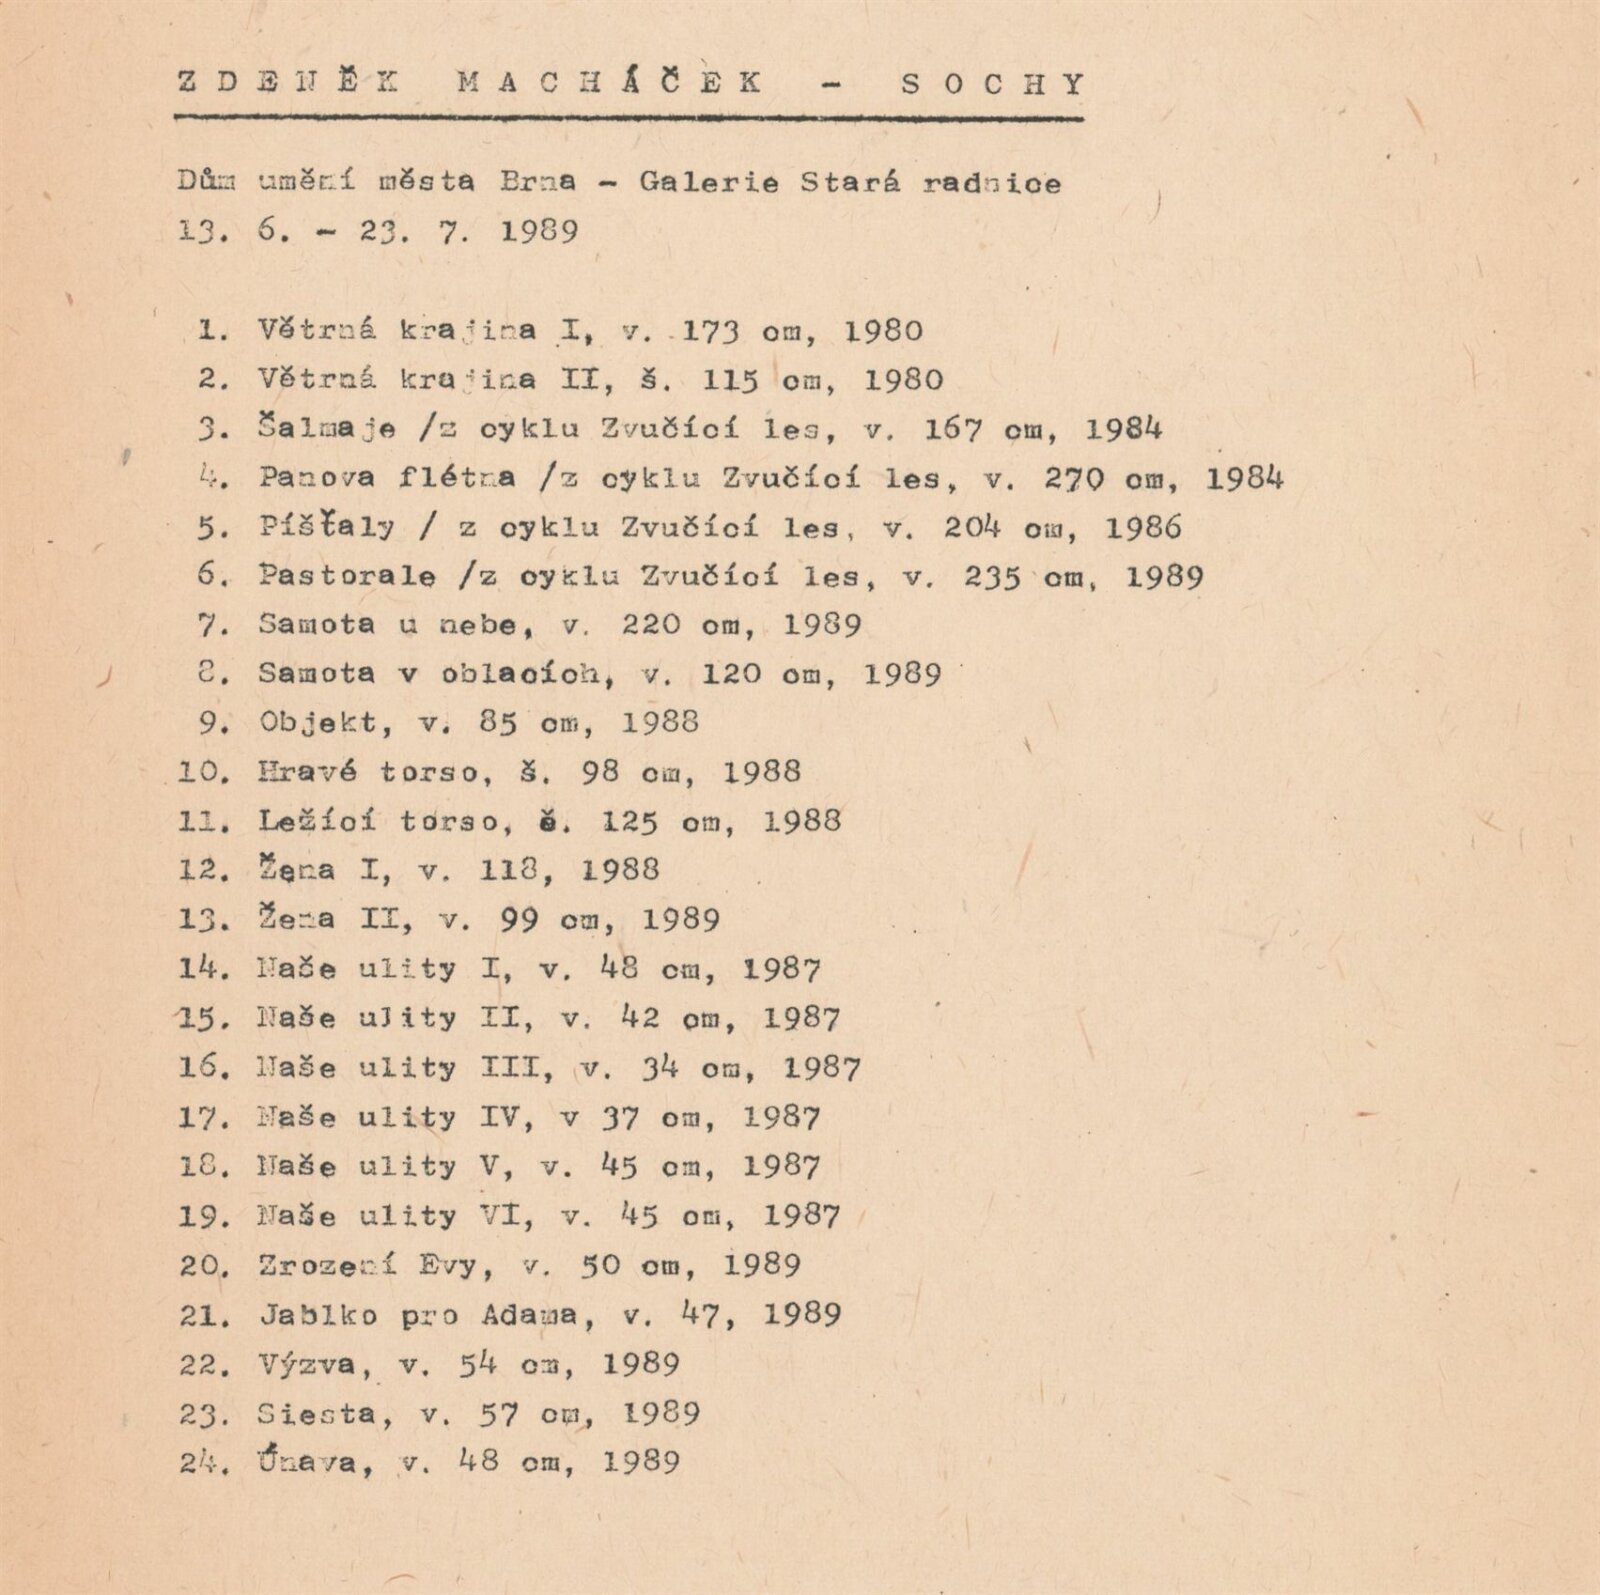 ZDENĚK MACHÁČEK - SOCHY
Dům umění města Brna - Galerie Stará radnice
13. 6. - 23. 7. 1989
1. Větrná krajina I, v. 173 cm, 1980
2. Větrná krajina II, š. 115 cm, 1980
3. Šalmaje /z cyklu Zvučící les, v. 167 cm, 1984
4. Panova flétna /z cyklu Zvučící les, v. 270 cm, 1984
5. Píšťaly / z cyklu Zvučící les, v. 204 cm, 1986
6. Pastorale /z cyklu Zvučící les, v. 235 cm, 1989
7. Samota u nebe, v. 220 cm, 1989
8. Samota v oblacích, v. 120 cm, 1989
9. Objekt, v. 85 cm, 1988
10. Hravé torso, š. 98 cm, 1988
11. Ležící torso, š. 125 cm, 1988
12. Žena I, v. 118, 1988
13. Žena II, v. 99 cm, 1989
14. Naše ulity I, v. 48 cm, 1987
15. Naše ulity II, v. 42 cm, 1987
16. Naše ulity III, v. 34 cm, 1987
17. Naše ulity IV, v 37 cm, 1987
18. Naše ulity V, v. 45 cm, 1987
19. Naše ulity VI, v. 45 cm, 1987
20. Zrození Evy, v. 50 cm, 1989
21. Jablko pro Adama, v. 47, 1989
22. Výzva, v. 54 cm, 1989
23. Siesta, v. 57 cm, 1989
24. Únava, v. 48 cm, 1989